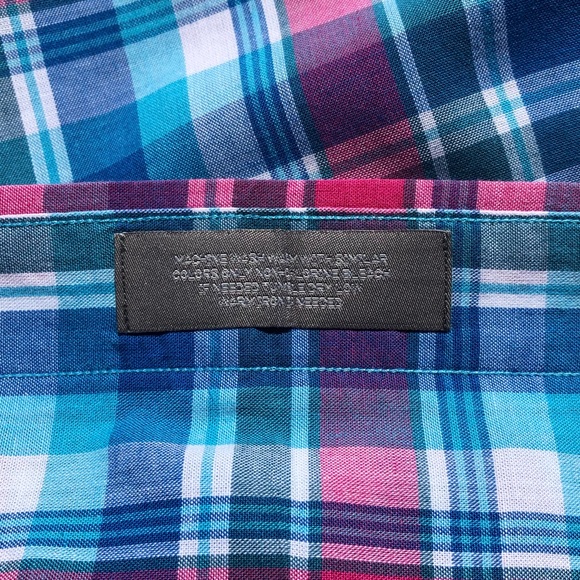 MACHINE WASH WARM WITH SIMILAR
COLORS ONLY NON-CHLORINE BLEACH
IF NEEDED TUMBLE DRY LOW
WARM IRON IF NEEDED